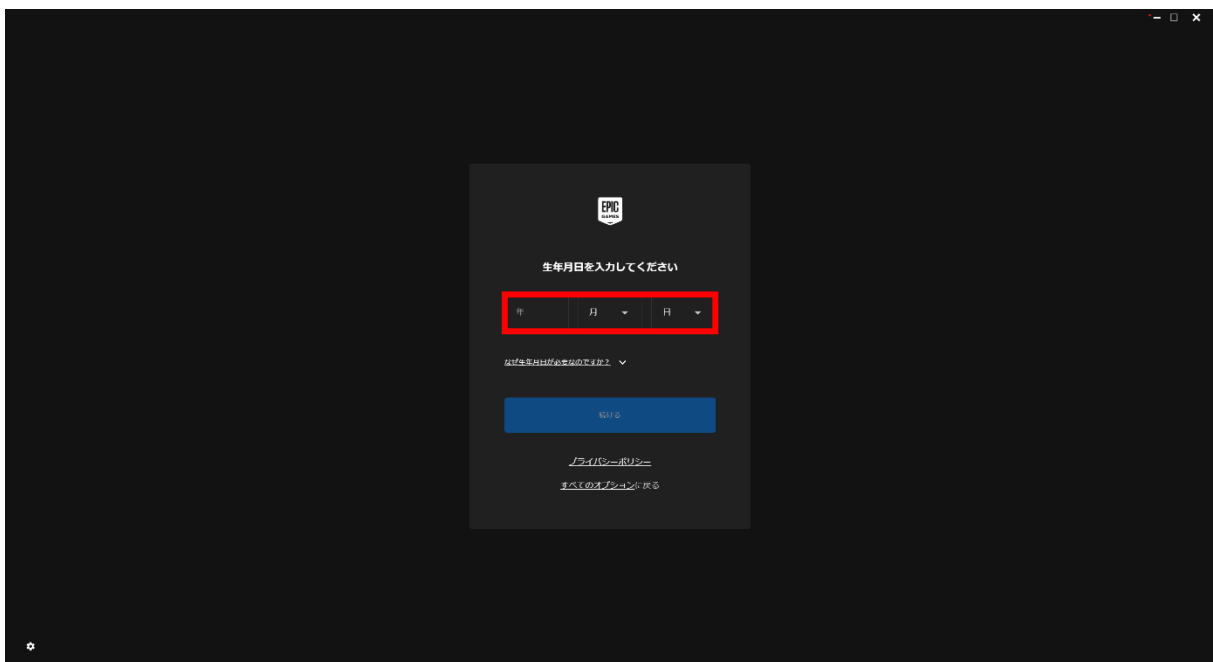 EPIC
GAMES
生年月日を入力してください
年 月 日
なぜ生年月日が必要なのですか?
続ける
プライバシーポリシー
すべてのオプションに戻る